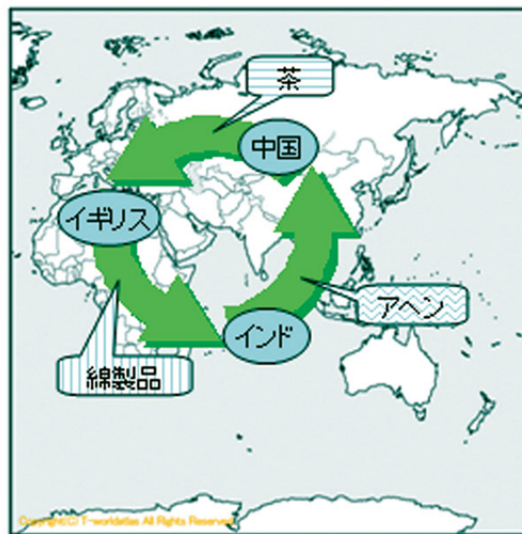 茶
中国
イギリス
アヘン
インド
綿製品
Copyright(C) T-worldatlas All Rights Reserved